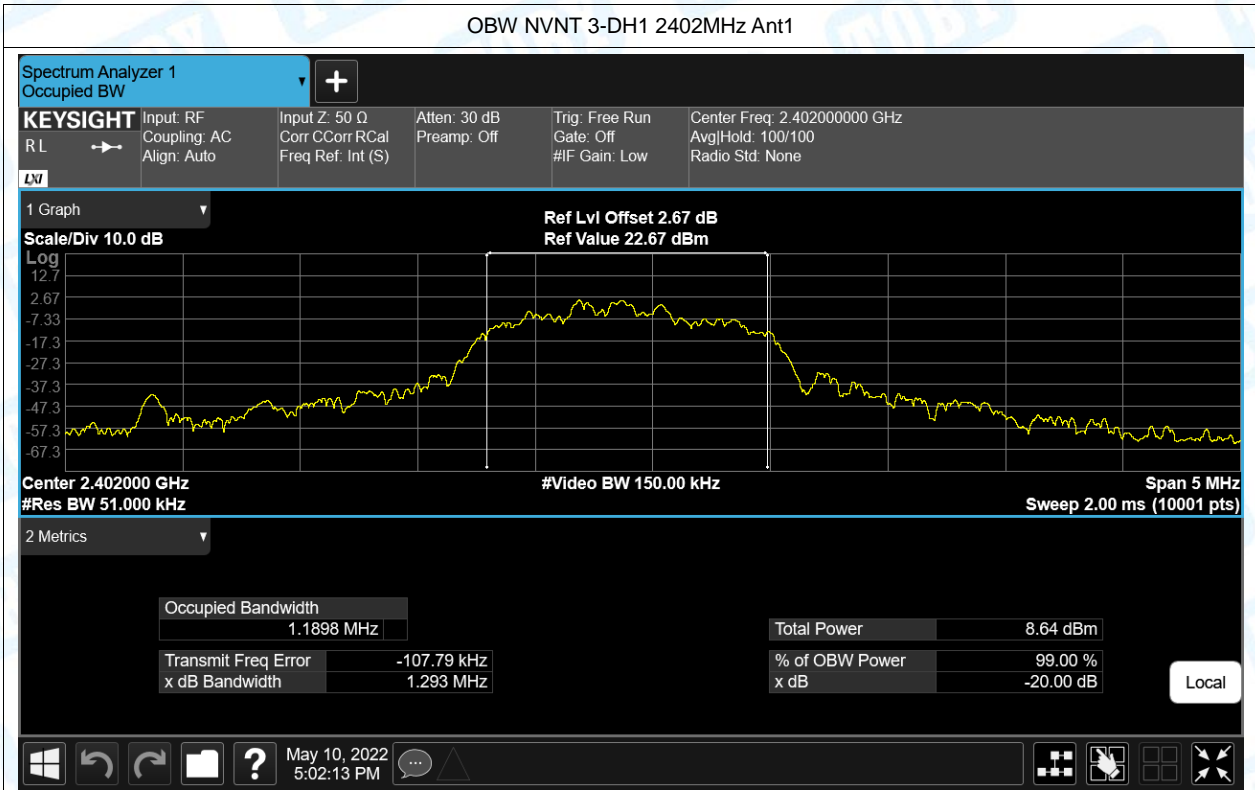 OBW NVNT 3-DH1 2402MHz Ant1
Spectrum Analyzer 1
Occupied BW
+
KEYSIGHT
R L
LXI
Input: RF
Coupling: AC
Align: Auto
Input Z: 50 Ω
Corr CCorr RCal
Freq Ref: Int (S)
Atten: 30 dB
Preamp: Off
Trig: Free Run
Gate: Off
#IF Gain: Low
Center Freq: 2.402000000 GHz
Avg|Hold: 100/100
Radio Std: None
1 Graph
Scale/Div 10.0 dB
Ref Lvl Offset 2.67 dB
Ref Value 22.67 dBm
Log
12.7
2.67
-7.33
-17.3
-27.3
-37.3
-47.3
-57.3
-67.3
Center 2.402000 GHz
#Res BW 51.000 kHz
#Video BW 150.00 kHz
Span 5 MHz
Sweep 2.00 ms (10001 pts)
2 Metrics
Occupied Bandwidth
1.1898 MHz
Transmit Freq Error -107.79 kHz
x dB Bandwidth 1.293 MHz
Total Power 8.64 dBm
% of OBW Power 99.00 %
x dB -20.00 dB
Local
?
May 10, 2022
5:02:13 PM